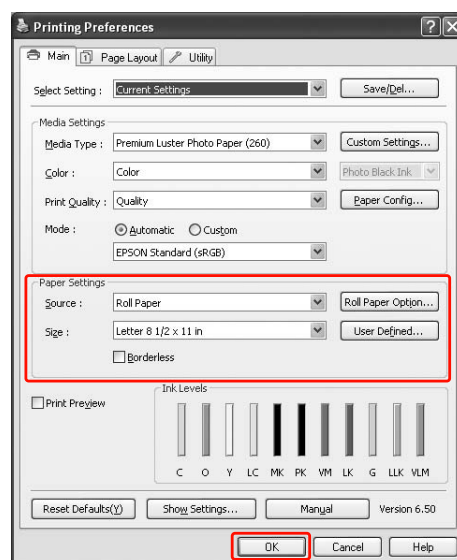 Printing Preferences
Main Page Layout Utility
Select Setting : Current Settings Save/Del...
Media Settings
Media Type : Premium Luster Photo Paper (260) Custom Settings...
Color : Color Photo Black Ink
Print Quality : Quality Paper Config...
Mode : Automatic Custom
EPSON Standard (sRGB)
Paper Settings
Source : Roll Paper Roll Paper Option...
Size : Letter 8 1/2 x 11 in User Defined...
Borderless
Ink Levels
Print Preview
C O Y LC MK PK VM LK G LLK VLM
Reset Defaults(Y) Show Settings... Manual Version 6.50
OK Cancel Help